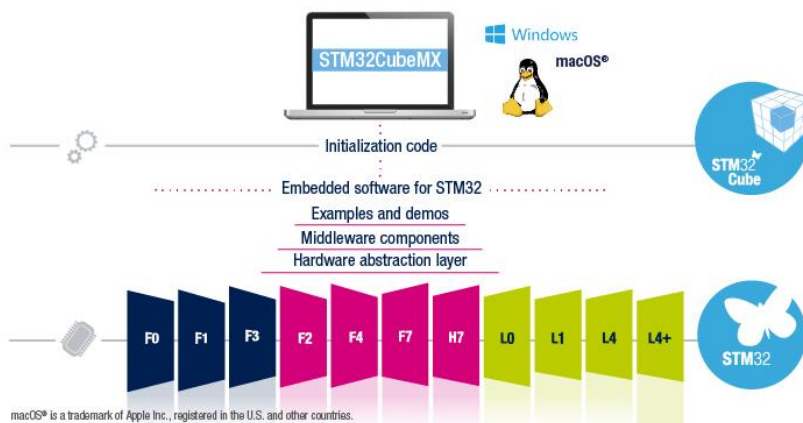 STM32CubeMX
Windows
macOS®
Initialization code
STM32
Cube
Embedded software for STM32
Examples and demos
Middleware components
Hardware abstraction layer
F0 F1 F3 F2 F4 F7 H7 L0 L1 L4 L4+
STM32
macOS® is a trademark of Apple Inc., registered in the U.S. and other countries.